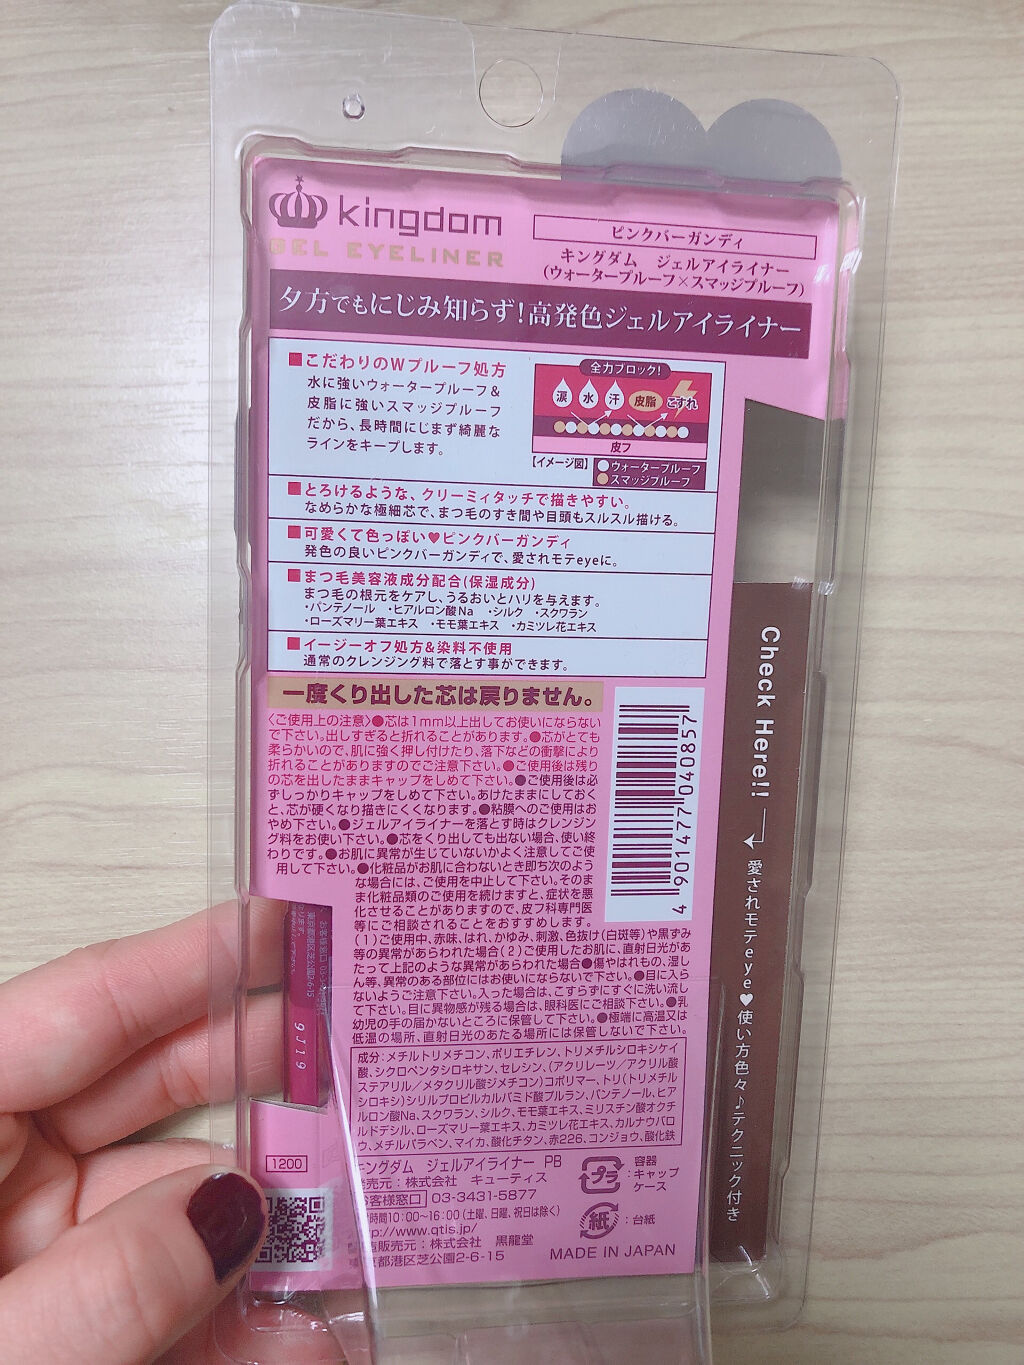 kingdom
GEL EYELINER
ピンクバーガンディ
キングダム ジェルアイライナー
(ウォータープルーフ×スマッジプルーフ)
夕方でもにじみ知らず!高発色ジェルアイライナー
■こだわりのWプルーフ処方
水に強いウォータープルーフ&
皮脂に強いスマッジプルーフ
だから、長時間にじまず綺麗な
ラインをキープします。
全力ブロック!
涙 水 汗 皮脂 こすれ
皮フ
【イメージ図】
ウォータープルーフ
スマッジプルーフ
■とろけるような、クリーミィタッチで描きやすい。
なめらかな極細芯で、まつ毛のすき間や目頭もスルスル描ける。
■可愛くて色っぽい♥ピンクバーガンディ
発色の良いピンクバーガンディで、愛されモテeyeに。
■まつ毛美容液成分配合(保湿成分)
まつ毛の根元をケアし、うるおいとハリを与えます。
・パンテノール ・ヒアルロン酸Na ・シルク ・スクワラン
・ローズマリー葉エキス ・モモ葉エキス ・カミツレ花エキス
■イージーオフ処方&染料不使用
通常のクレンジング料で落とす事ができます。
一度くり出した芯は戻りません。
〈ご使用上の注意〉●芯は1mm以上出してお使いにならない
で下さい。出しすぎると折れることがあります。●芯がとても
柔らかいので、肌に強く押し付けたり、落下などの衝撃により
折れることがありますのでご注意下さい。●ご使用後は残り
の芯を出したままキャップをしめて下さい。●ご使用後は必
ずしっかりキャップをしめて下さい。あけたままにしておく
と、芯が硬くなり描きにくくなります。●粘膜へのご使用はお
やめ下さい。●ジェルアイライナーを落とす時はクレンジン
グ料をお使い下さい。●芯をくり出しても出ない場合、使い終
わりです。●お肌に異常が生じていないかよく注意してご使
用して下さい。●化粧品がお肌に合わないとき即ち次のよう
な場合には、ご使用を中止して下さい。そのま
ま化粧品類のご使用を続けますと、症状を悪
化させることがありますので、皮フ科専門医
等にご相談されることをおすすめします。
(1)ご使用中、赤味、はれ、かゆみ、刺激、色抜け(白斑等)や黒ずみ
等の異常があらわれた場合(2)ご使用したお肌に、直射日光があ
たって上記のような異常があらわれた場合●傷やはれもの、湿し
ん等、異常のある部位にはお使いにならないで下さい。●目に入ら
ないようご注意下さい。入った場合は、こすらずにすぐに洗い流し
て下さい。目に異物感が残る場合は、眼科医にご相談下さい。●乳
幼児の手の届かないところに保管して下さい。●極端に高温又は
低温の場所、直射日光のあたる場所には保管しないで下さい。
4 901477 040857
Check Here!!
愛されモテeye♥使い方色々♪テクニック付き
9J19
成分:メチルトリメチコン、ポリエチレン、トリメチルシロキシケイ
酸、シクロペンタシロキサン、セレシン、(アクリレーツ/アクリル酸
ステアリル/メタクリル酸ジメチコン)コポリマー、トリ(トリメチル
シロキシ)シリルプロピルカルバミド酸プルラン、パンテノール、ヒア
ルロン酸Na、スクワラン、シルク、モモ葉エキス、ミリスチン酸オクチ
ルドデシル、ローズマリー葉エキス、カミツレ花エキス、カルナウバロ
ウ、メチルパラベン、マイカ、酸化チタン、赤226、コンジョウ、酸化鉄
1200
キングダム ジェルアイライナー PB
発売元:株式会社 キューティス
お客様窓口 03-3431-5877
時間10:00〜16:00(土曜、日曜、祝日は除く)
//www.qtis.jp/
販売元:株式会社 黒龍堂
京都港区芝公園2-6-15
プラ
:容器
:キャップ
ケース
紙
:台紙
MADE IN JAPAN